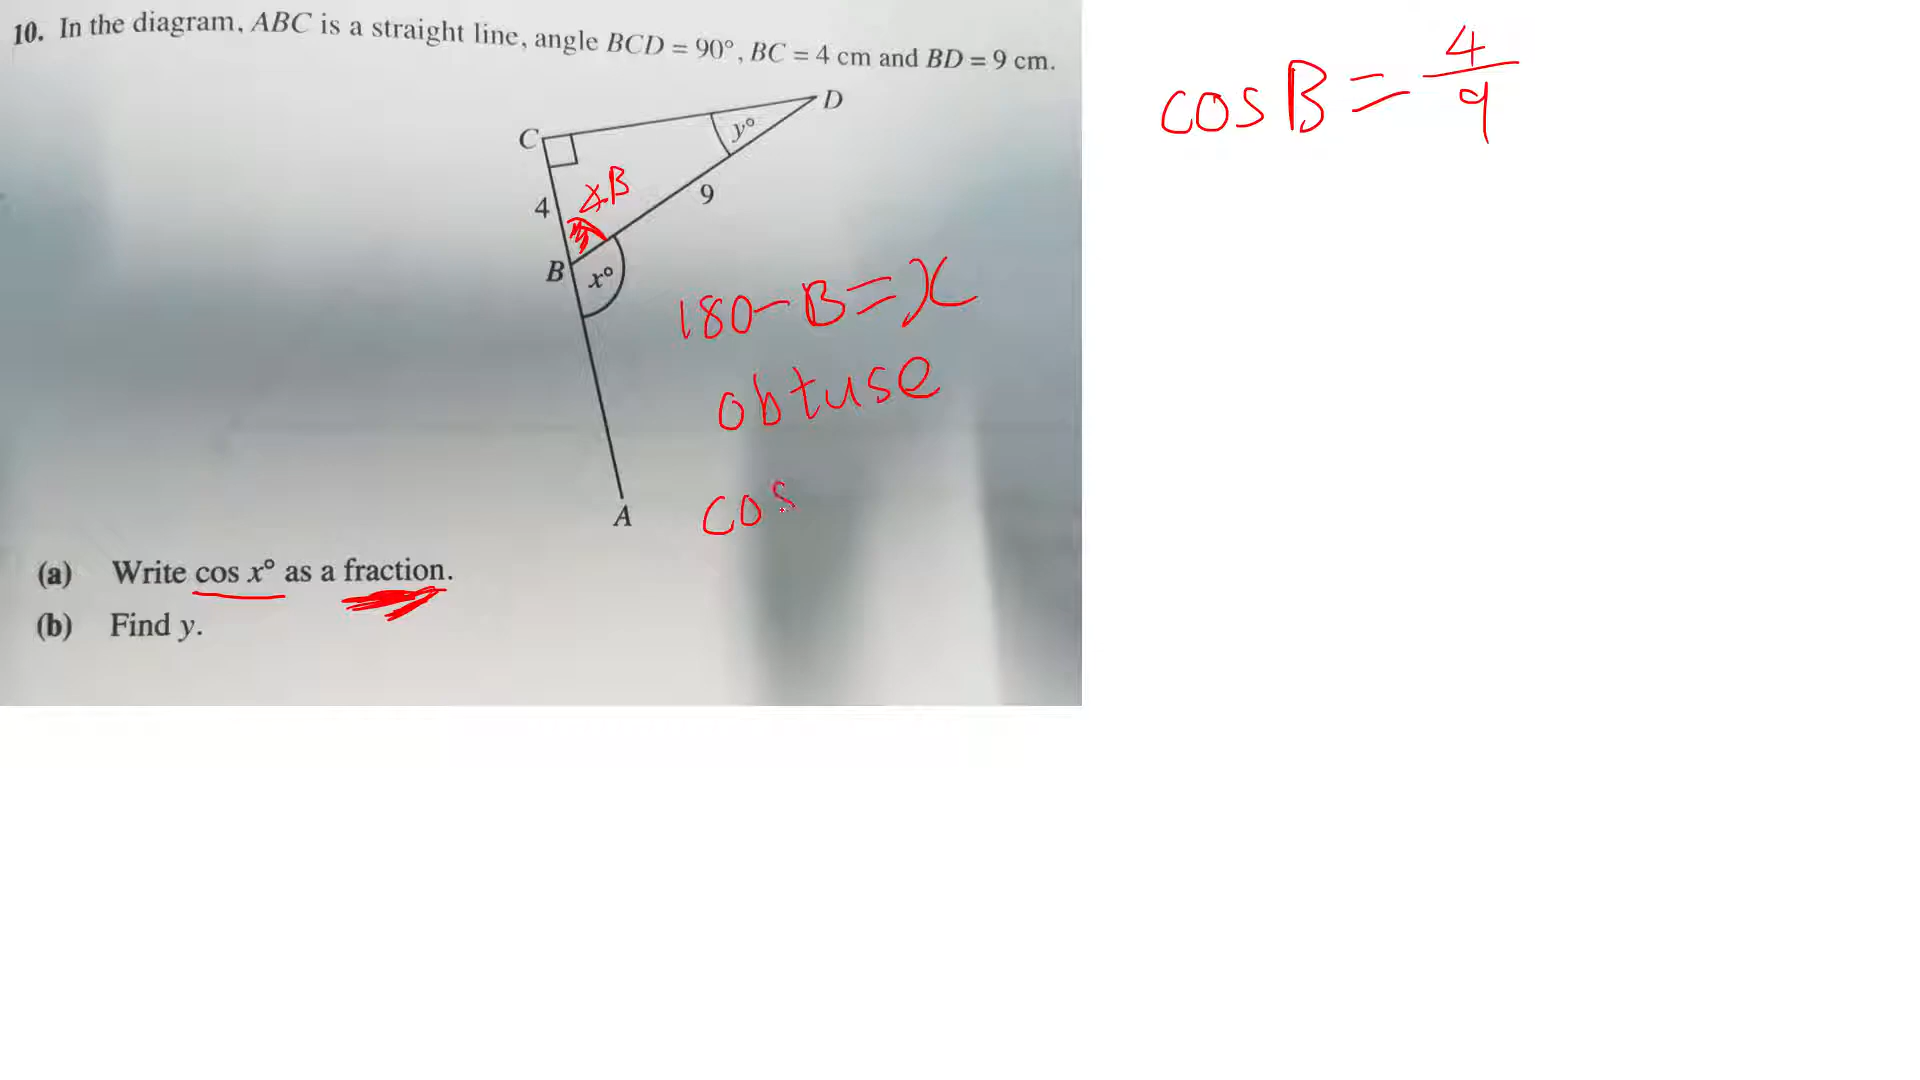 10. In the diagram, ABC is a straight line, angle BCD = 90°, BC = 4 cm and BD = 9 cm.
cos B = 4/9
D
C
y°
∡B
4
9
B
x°
180 - B = x
obtuse
cos
A
(a) Write cos x° as a fraction.
(b) Find y.